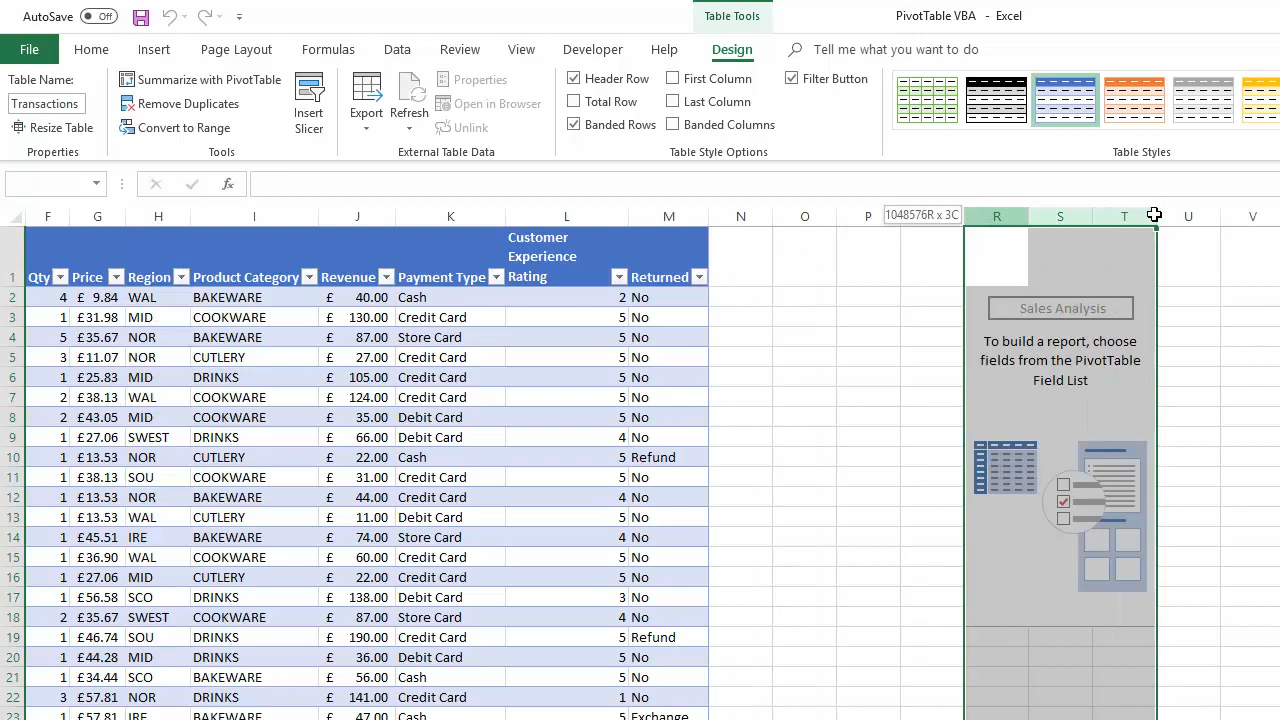 AutoSave Off
Table Tools
PivotTable VBA - Excel
File Home Insert Page Layout Formulas Data Review View Developer Help Design Tell me what you want to do
Table Name:
Transactions
Resize Table
Properties
Summarize with PivotTable
Remove Duplicates
Convert to Range
Insert
Slicer
Tools
Export
Refresh
Properties
Open in Browser
Unlink
External Table Data
Header Row First Column Filter Button
Total Row Last Column
Banded Rows Banded Columns
Table Style Options
Table Styles
fx
F G H I J K L M N O P 1048576R x 3C R S T U V
Customer
Experience
1 Qty Price Region Product Category Revenue Payment Type Rating Returned
2 4 £ 9.84 WAL BAKEWARE £ 40.00 Cash 2 No
3 1 £31.98 MID COOKWARE £ 130.00 Credit Card 5 No
4 5 £35.67 NOR BAKEWARE £ 87.00 Store Card 5 No
5 3 £11.07 NOR CUTLERY £ 27.00 Credit Card 5 No
6 1 £25.83 MID DRINKS £ 105.00 Credit Card 5 No
7 2 £38.13 WAL COOKWARE £ 124.00 Credit Card 5 No
8 2 £43.05 MID COOKWARE £ 35.00 Debit Card 5 No
9 1 £27.06 SWEST DRINKS £ 66.00 Debit Card 4 No
10 1 £13.53 NOR CUTLERY £ 22.00 Cash 5 Refund
11 1 £38.13 SOU COOKWARE £ 31.00 Credit Card 5 No
12 1 £13.53 NOR BAKEWARE £ 44.00 Credit Card 4 No
13 1 £13.53 WAL CUTLERY £ 11.00 Debit Card 5 No
14 1 £45.51 IRE BAKEWARE £ 74.00 Store Card 4 No
15 1 £36.90 WAL COOKWARE £ 60.00 Credit Card 5 No
16 1 £27.06 MID CUTLERY £ 22.00 Credit Card 5 No
17 1 £56.58 SCO DRINKS £ 138.00 Debit Card 3 No
18 2 £35.67 SWEST COOKWARE £ 87.00 Store Card 4 No
19 1 £46.74 SOU DRINKS £ 190.00 Credit Card 5 Refund
20 1 £44.28 MID DRINKS £ 36.00 Debit Card 5 No
21 1 £34.44 SCO BAKEWARE £ 56.00 Cash 5 No
22 3 £57.81 NOR DRINKS £ 141.00 Credit Card 1 No
23 1 £57.81 IRE BAKEWARE £ 47.00 Cash 5 Exchange
Sales Analysis
To build a report, choose
fields from the PivotTable
Field List